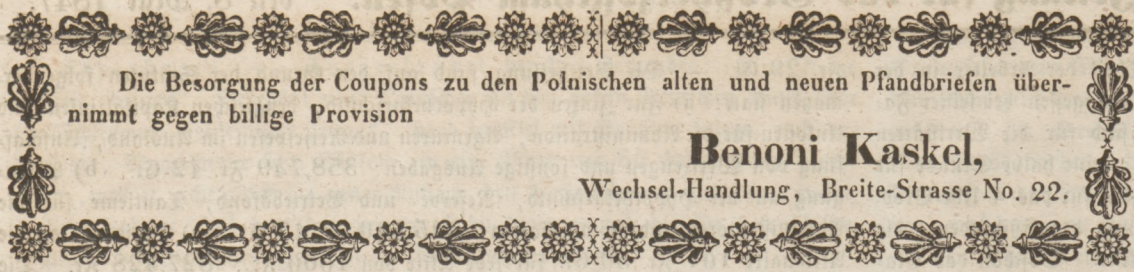 Die Besorgung der Coupons zu den Polnischen alten und neuen Pfandbriefen über-
nimmt gegen billige Provision
Benoni Kaskel,
Wechsel-Handlung, Breite-Strasse No. 22.